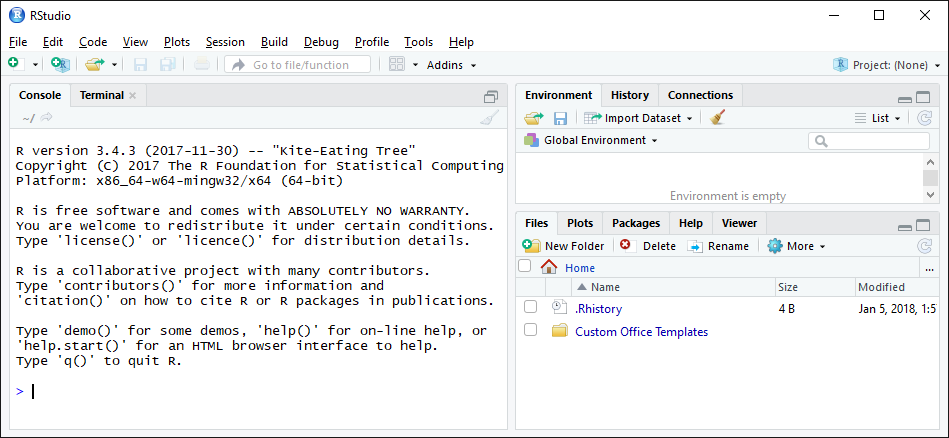 RStudio
File Edit Code View Plots Session Build Debug Profile Tools Help
Go to file/function Addins Project: (None)
Console Terminal
~/
R version 3.4.3 (2017-11-30) -- "Kite-Eating Tree"
Copyright (C) 2017 The R Foundation for Statistical Computing
Platform: x86_64-w64-mingw32/x64 (64-bit)
R is free software and comes with ABSOLUTELY NO WARRANTY.
You are welcome to redistribute it under certain conditions.
Type 'license()' or 'licence()' for distribution details.
R is a collaborative project with many contributors.
Type 'contributors()' for more information and
'citation()' on how to cite R or R packages in publications.
Type 'demo()' for some demos, 'help()' for on-line help, or
'help.start()' for an HTML browser interface to help.
Type 'q()' to quit R.
>
Environment History Connections
Import Dataset List
Global Environment
Environment is empty
Files Plots Packages Help Viewer
New Folder Delete Rename More
Home ...
Name Size Modified
.Rhistory 4 B Jan 5, 2018, 1:5
Custom Office Templates